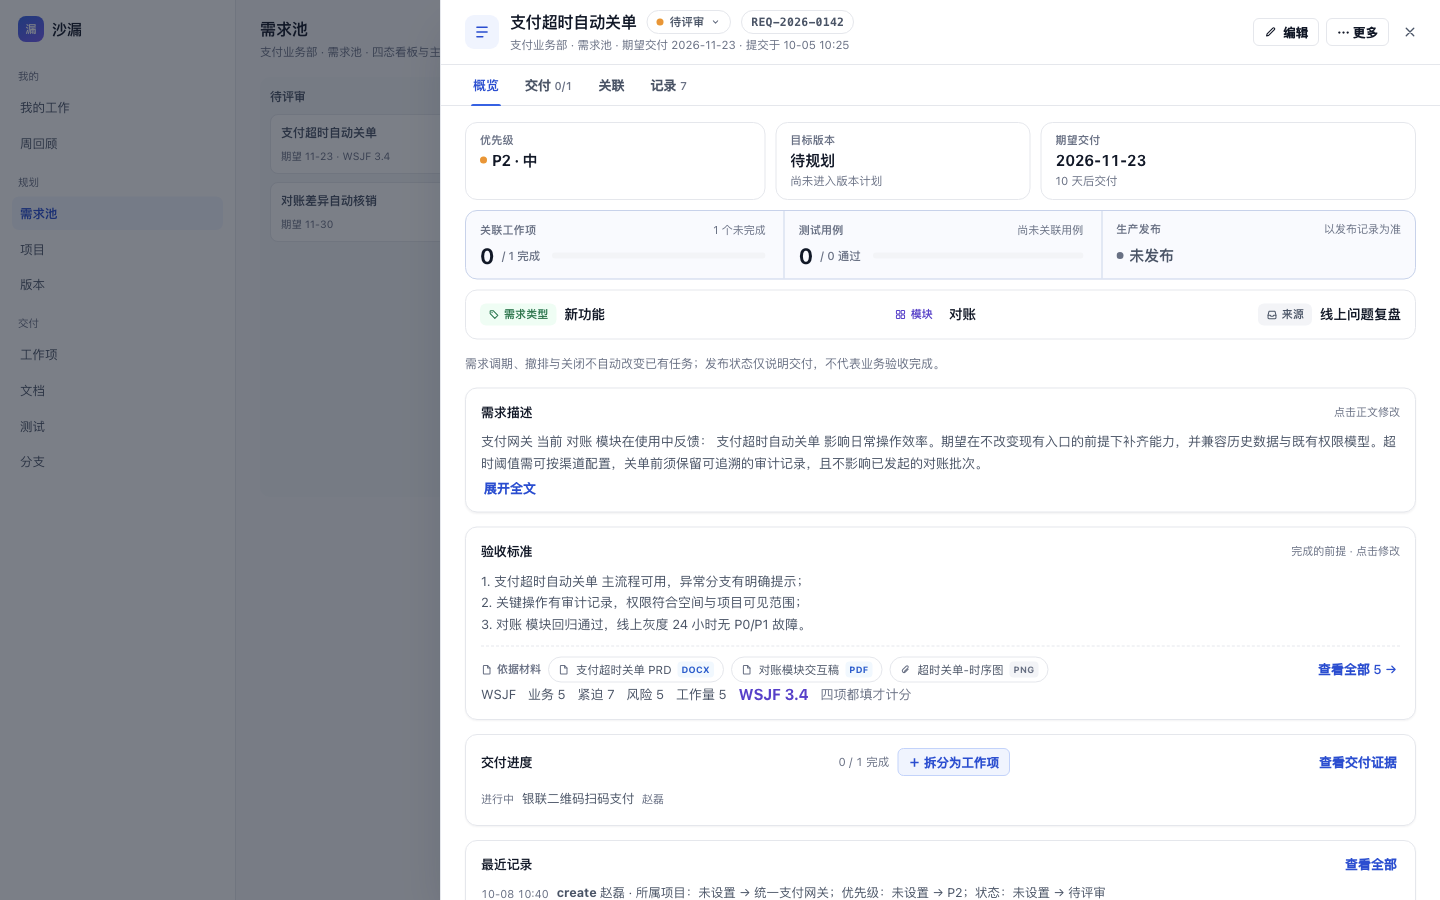 漏 沙漏
我的
我的工作
周回顾
规划
需求池
项目
版本
交付
工作项
文档
测试
分支
需求池
支付业务部 · 需求池 · 四态看板与主
待评审
支付超时自动关单
期望 11-23 · WSJF 3.4
对账差异自动核销
期望 11-30
支付超时自动关单 待评审 REQ-2026-0142
支付业务部 · 需求池 · 期望交付 2026-11-23 · 提交于 10-05 10:25
编辑 ··· 更多
概览 交付 0/1 关联 记录 7
优先级
P2 · 中
目标版本
待规划
尚未进入版本计划
期望交付
2026-11-23
10 天后交付
关联工作项 1 个未完成
0 / 1 完成
测试用例 尚未关联用例
0 / 0 通过
生产发布 以发布记录为准
未发布
需求类型 新功能 模块 对账 来源 线上问题复盘
需求调期、撤排与关闭不自动改变已有任务；发布状态仅说明交付，不代表业务验收完成。
需求描述 点击正文修改
支付网关 当前 对账 模块在使用中反馈： 支付超时自动关单 影响日常操作效率。期望在不改变现有入口的前提下补齐能力，并兼容历史数据与既有权限模型。超
时阈值需可按渠道配置，关单前须保留可追溯的审计记录，且不影响已发起的对账批次。
展开全文
验收标准 完成的前提 · 点击修改
1. 支付超时自动关单 主流程可用，异常分支有明确提示；
2. 关键操作有审计记录，权限符合空间与项目可见范围；
3. 对账 模块回归通过，线上灰度 24 小时无 P0/P1 故障。
依据材料 支付超时关单 PRD DOCX 对账模块交互稿 PDF 超时关单-时序图 PNG 查看全部 5 →
WSJF 业务 5 紧迫 7 风险 5 工作量 5 WSJF 3.4 四项都填才计分
交付进度 0 / 1 完成 + 拆分为工作项 查看交付证据
进行中 银联二维码扫码支付 赵磊
最近记录 查看全部
10-08 10:40 create 赵磊 · 所属项目：未设置 → 统一支付网关；优先级：未设置 → P2；状态：未设置 → 待评审